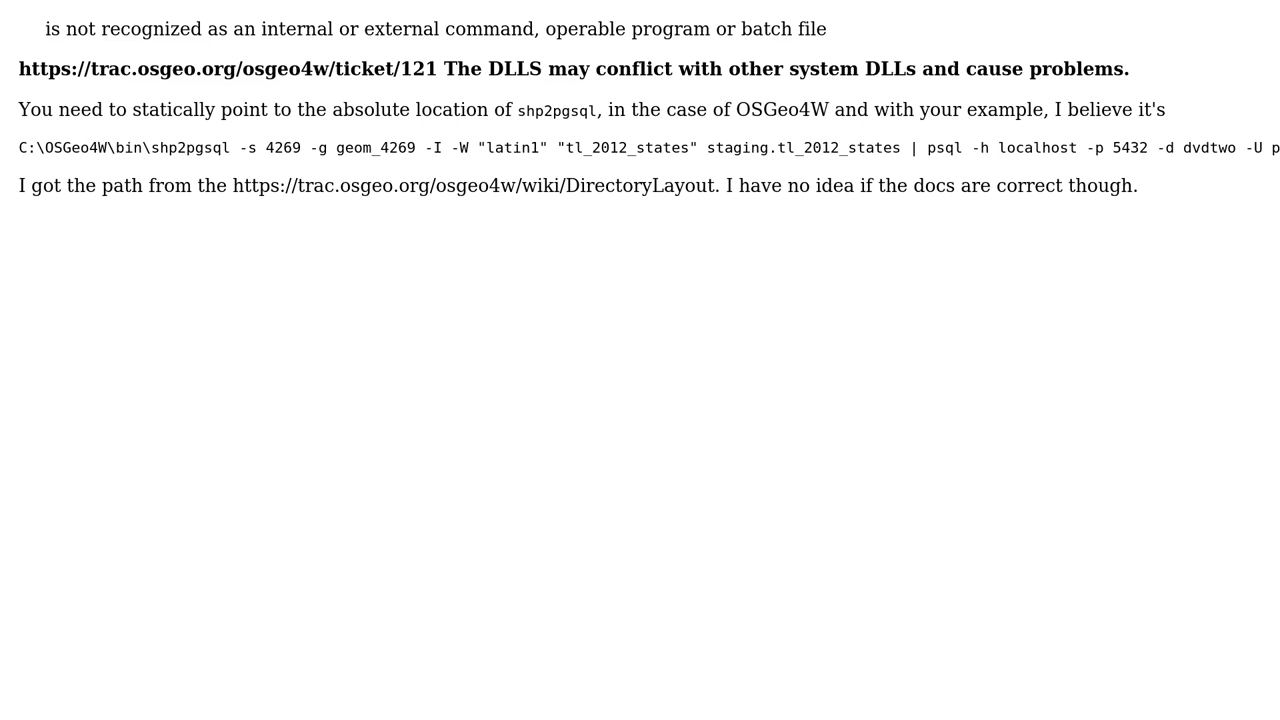 is not recognized as an internal or external command, operable program or batch file
https://trac.osgeo.org/osgeo4w/ticket/121 The DLLS may conflict with other system DLLs and cause problems.
You need to statically point to the absolute location of shp2pgsql, in the case of OSGeo4W and with your example, I believe it's
C:\OSGeo4W\bin\shp2pgsql -s 4269 -g geom_4269 -I -W "latin1" "tl_2012_states" staging.tl_2012_states | psql -h localhost -p 5432 -d dvdtwo -U p
I got the path from the https://trac.osgeo.org/osgeo4w/wiki/DirectoryLayout. I have no idea if the docs are correct though.